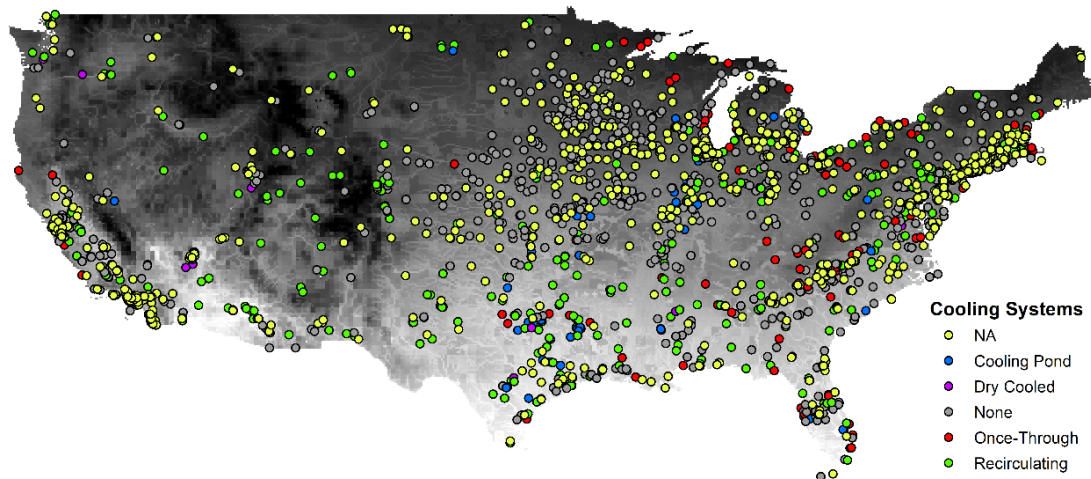 Cooling Systems
NA
Cooling Pond
Dry Cooled
None
Once-Through
Recirculating